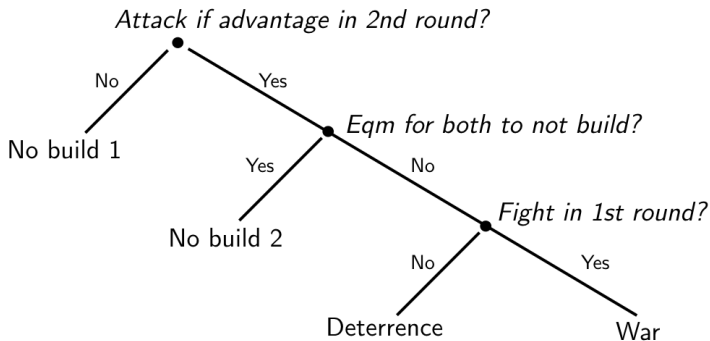 Attack if advantage in 2nd round?
No
Yes
No build 1
Eqm for both to not build?
Yes
No
No build 2
Fight in 1st round?
No
Yes
Deterrence
War